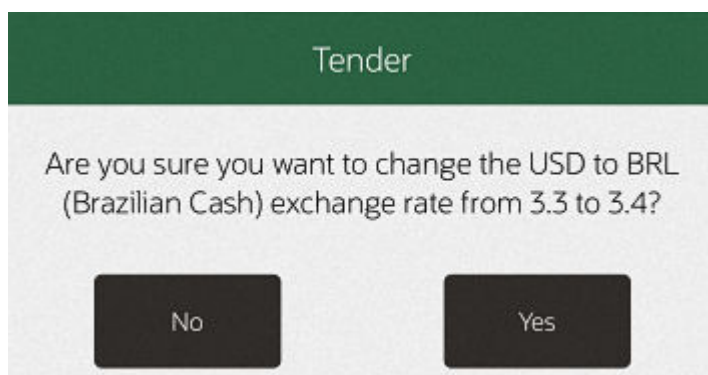 Tender
Are you sure you want to change the USD to BRL
(Brazilian Cash) exchange rate from 3.3 to 3.4?
No
Yes